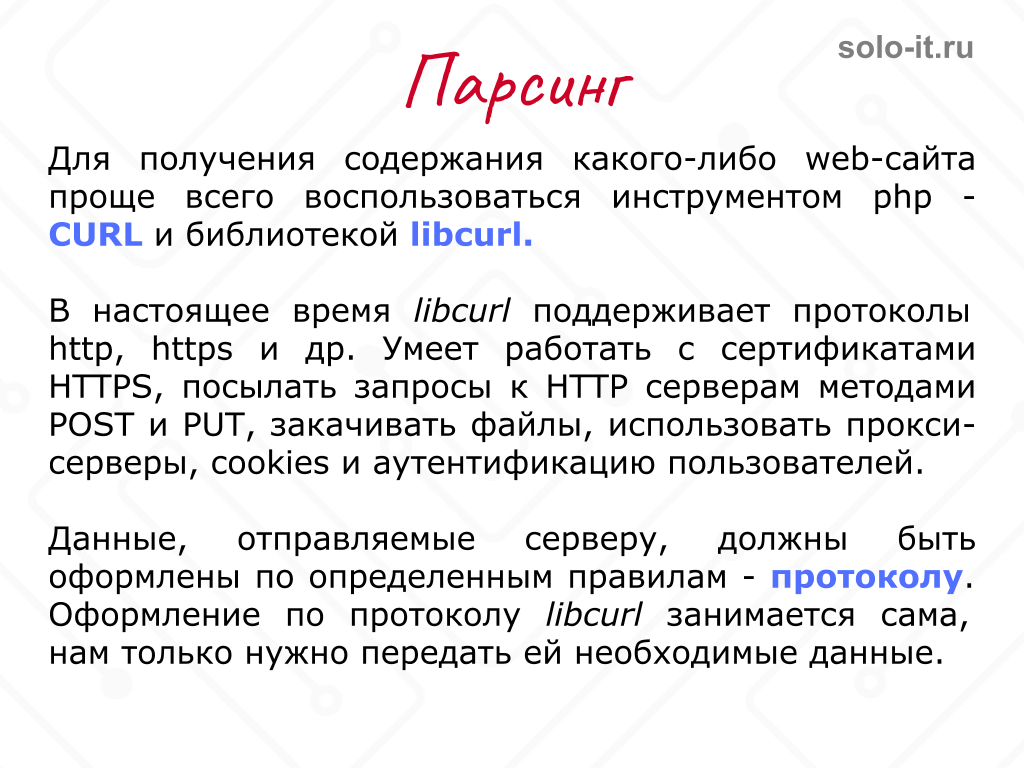 solo-it.ru
Парсинг
Для получения содержания какого-либо web-сайта
проще всего воспользоваться инструментом php -
CURL и библиотекой libcurl.
В настоящее время libcurl поддерживает протоколы
http, https и др. Умеет работать с сертификатами
HTTPS, посылать запросы к HTTP серверам методами
POST и PUT, закачивать файлы, использовать прокси-
серверы, cookies и аутентификацию пользователей.
Данные, отправляемые серверу, должны быть
оформлены по определенным правилам - протоколу.
Оформление по протоколу libcurl занимается сама,
нам только нужно передать ей необходимые данные.